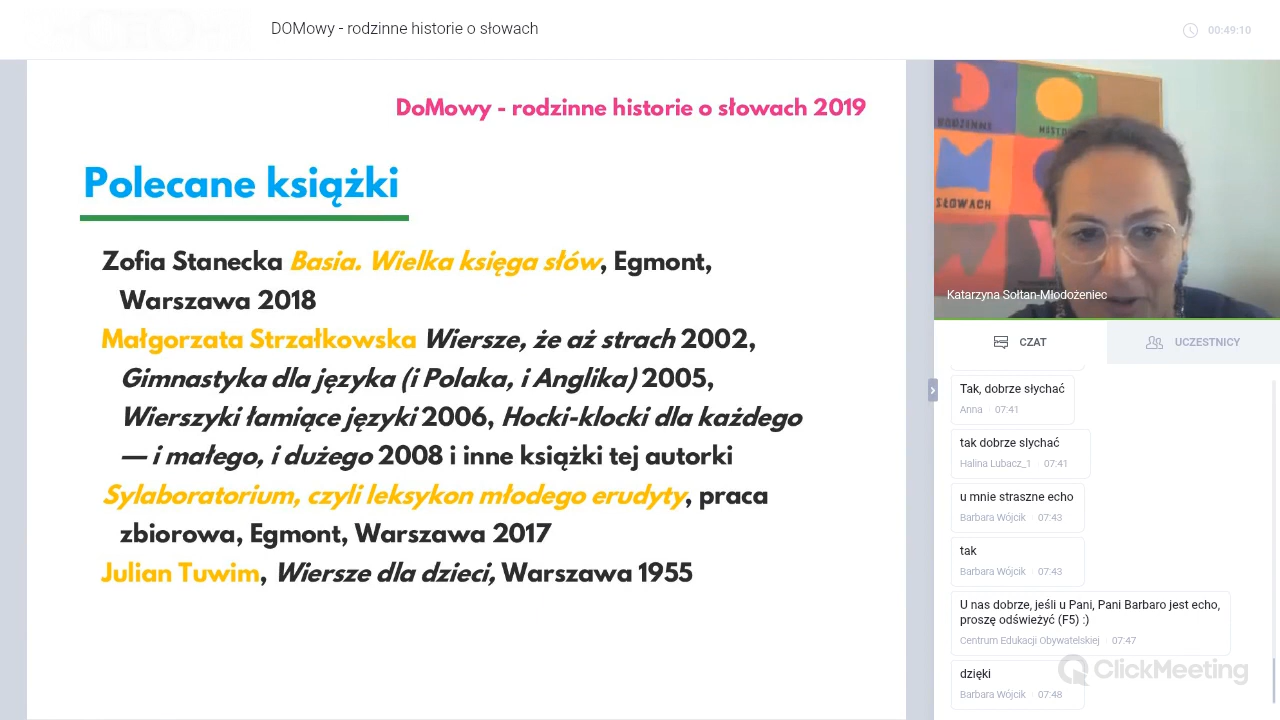 DOMowy - rodzinne historie o słowach
00:49:10
DoMowy - rodzinne historie o słowach 2019
Polecane książki
Zofia Stanecka Basia. Wielka księga słów, Egmont,
Warszawa 2018
Małgorzata Strzałkowska Wiersze, że aż strach 2002,
Gimnastyka dla języka (i Polaka, i Anglika) 2005,
Wierszyki łamiące języki 2006, Hocki-klocki dla każdego
— i małego, i dużego 2008 i inne książki tej autorki
Sylaboratorium, czyli leksykon młodego erudyty, praca
zbiorowa, Egmont, Warszawa 2017
Julian Tuwim, Wiersze dla dzieci, Warszawa 1955
RODZINNE
HIST
SŁOWACH
Katarzyna Sołtan-Młodożeniec
CZAT
UCZESTNICY
Tak, dobrze słychać
Anna 07:41
tak dobrze slychać
Halina Lubacz_1 07:41
u mnie straszne echo
Barbara Wójcik 07:43
tak
Barbara Wójcik 07:43
U nas dobrze, jeśli u Pani, Pani Barbaro jest echo,
proszę odświeżyć (F5) :)
Centrum Edukacji Obywatelskiej 07:47
dzięki
Barbara Wójcik 07:48
ClickMeeting